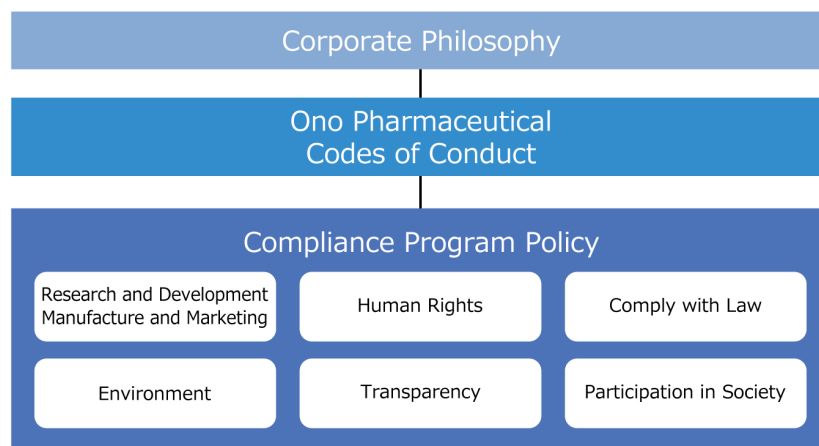 Corporate Philosophy
Ono Pharmaceutical
Codes of Conduct
Compliance Program Policy
Research and Development
Manufacture and Marketing
Human Rights
Comply with Law
Environment
Transparency
Participation in Society